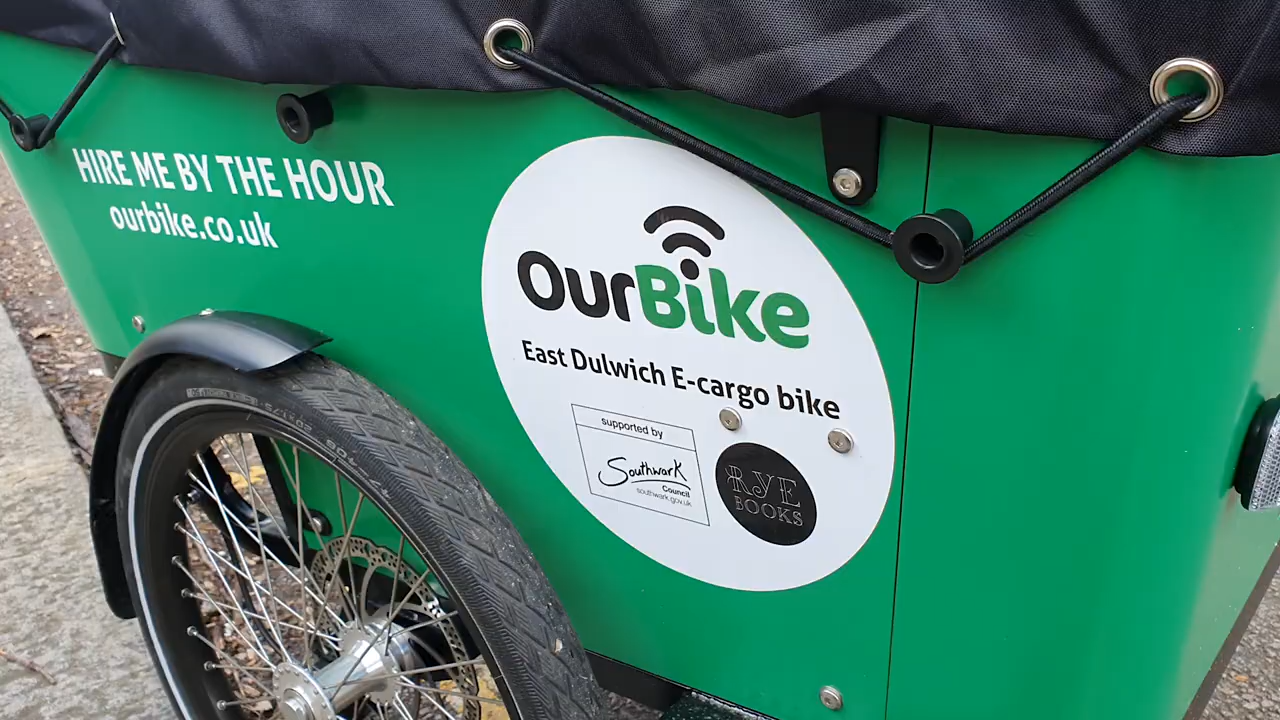 HIRE ME BY THE HOUR
ourbike.co.uk
OurBike
East Dulwich E-cargo bike
supported by
Southwark
Council
southwark.gov.uk
RYE
BOOKS